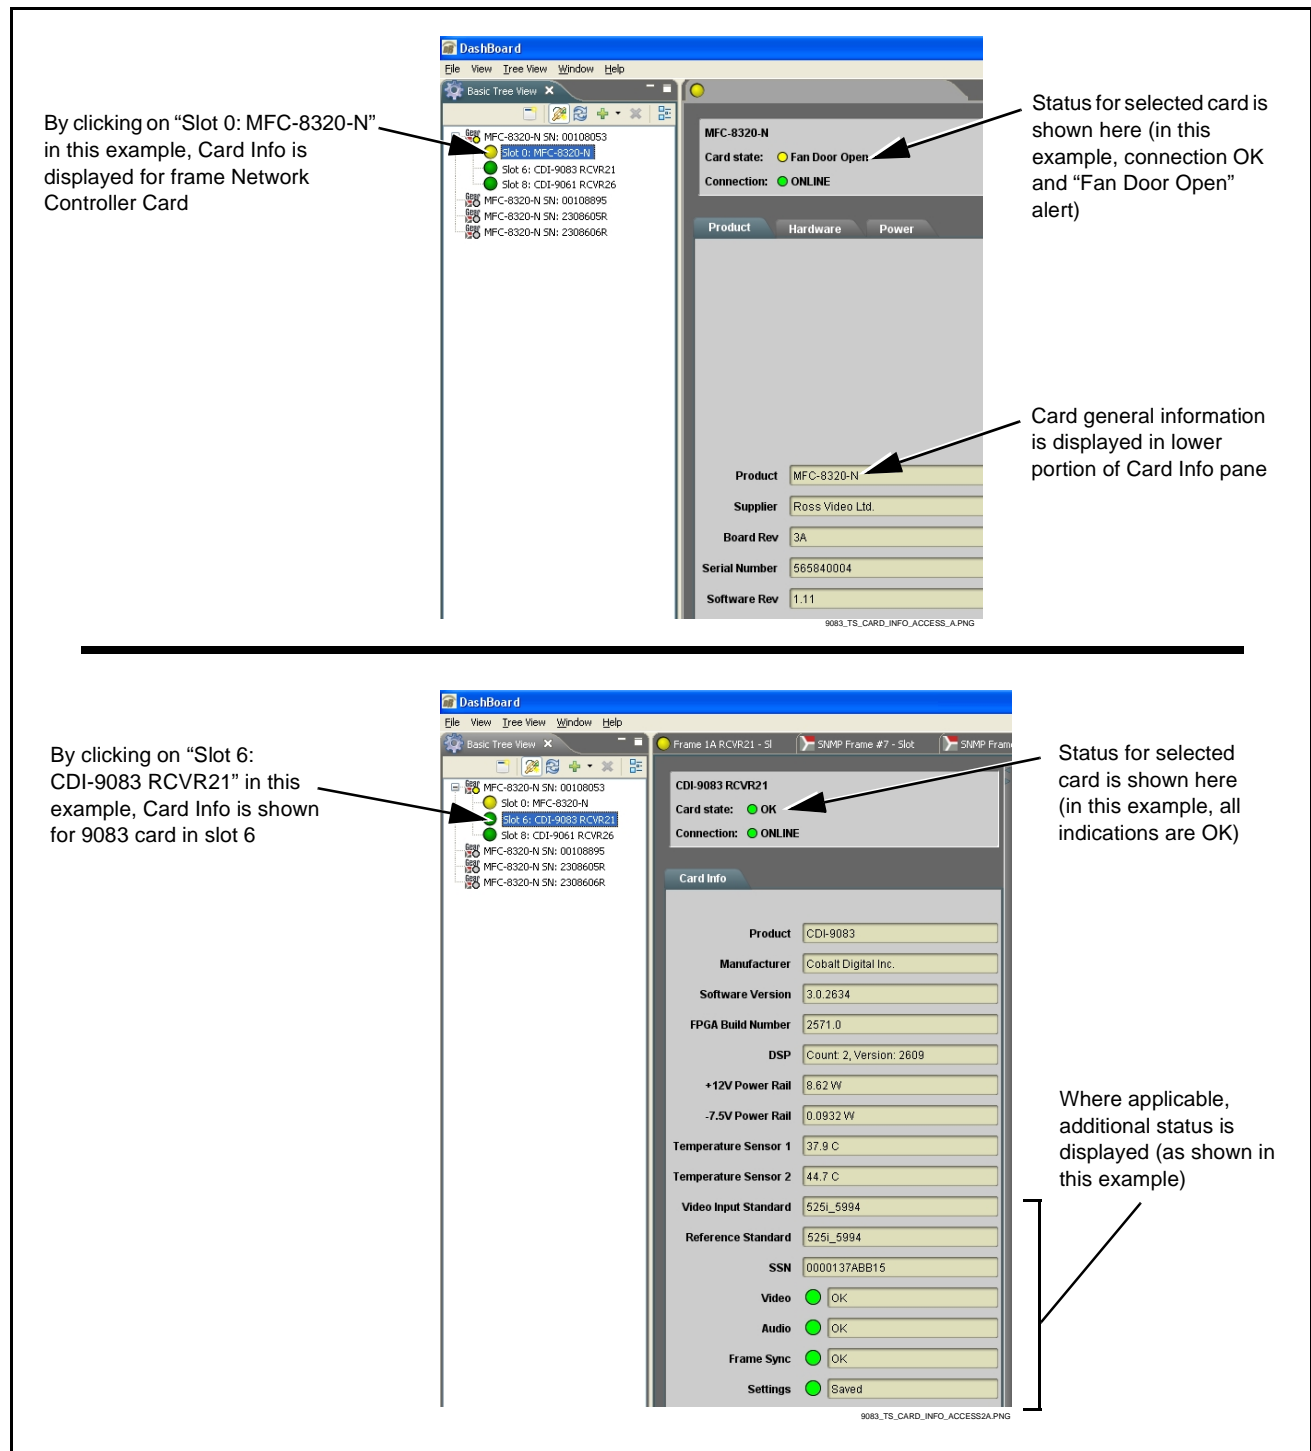 DashBoard
File View Tree View Window Help
Basic Tree View
By clicking on “Slot 0: MFC-8320-N”
in this example, Card Info is
displayed for frame Network
Controller Card
MFC-8320-N SN: 00108053
Slot 0: MFC-8320-N
Slot 6: CDI-9083 RCVR21
Slot 8: CDI-9061 RCVR26
MFC-8320-N SN: 00108895
MFC-8320-N SN: 2308605R
MFC-8320-N SN: 2308606R
MFC-8320-N
Card state: Fan Door Open
Connection: ONLINE
Status for selected card is
shown here (in this
example, connection OK
and “Fan Door Open”
alert)
Product Hardware Power
Card general information
is displayed in lower
portion of Card Info pane
Product MFC-8320-N
Supplier Ross Video Ltd.
Board Rev 3A
Serial Number 565840004
Software Rev 1.11
9083_TS_CARD_INFO_ACCESS_A.PNG
DashBoard
File View Tree View Window Help
Basic Tree View
Frame 1A RCVR21 - Sl SNMP Frame #7 - Slot SNMP Fram
By clicking on “Slot 6:
CDI-9083 RCVR21” in this
example, Card Info is shown
for 9083 card in slot 6
MFC-8320-N SN: 00108053
Slot 0: MFC-8320-N
Slot 6: CDI-9083 RCVR21
Slot 8: CDI-9061 RCVR26
MFC-8320-N SN: 00108895
MFC-8320-N SN: 2308605R
MFC-8320-N SN: 2308606R
CDI-9083 RCVR21
Card state: OK
Connection: ONLINE
Status for selected
card is shown here
(in this example, all
indications are OK)
Card Info
Product CDI-9083
Manufacturer Cobalt Digital Inc.
Software Version 3.0.2634
FPGA Build Number 2571.0
DSP Count: 2, Version: 2609
+12V Power Rail 8.62 W
-7.5V Power Rail 0.0932 W
Temperature Sensor 1 37.9 C
Temperature Sensor 2 44.7 C
Video Input Standard 525i_5994
Reference Standard 525i_5994
SSN 0000137ABB15
Video OK
Audio OK
Frame Sync OK
Settings Saved
Where applicable,
additional status is
displayed (as shown in
this example)
9083_TS_CARD_INFO_ACCESS2A.PNG